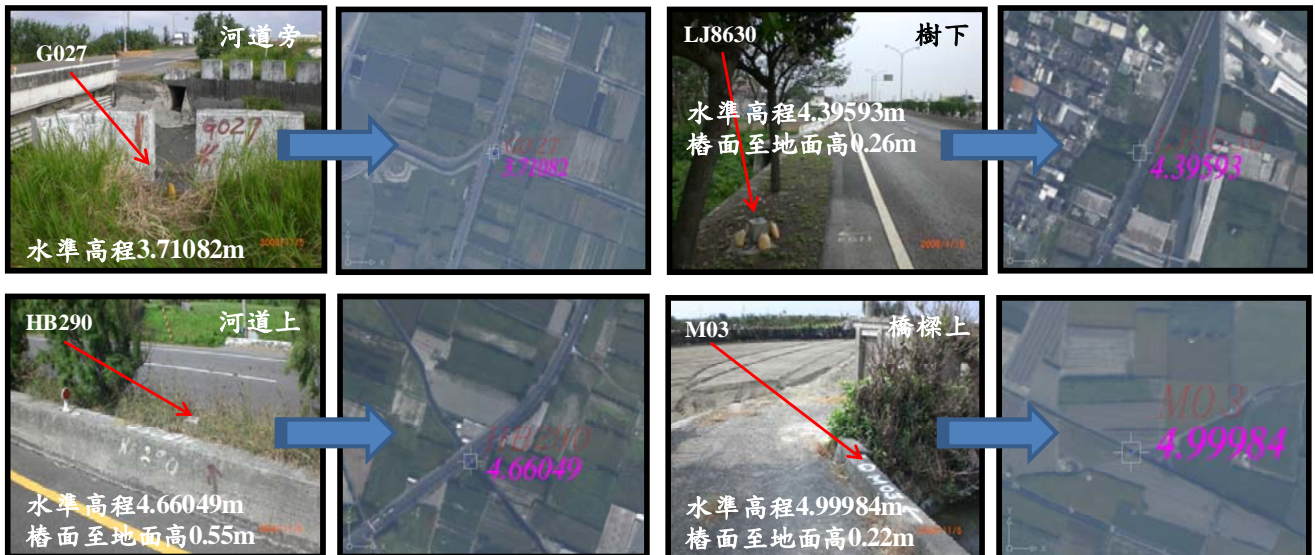 G027
河道旁
G027
水準高程3.71082m
3.71082
LJ8630
樹下
水準高程4.39593m
樁面至地面高0.26m
LJ8630
4.39593
HB290
河道上
水準高程4.66049m
樁面至地面高0.55m
HB290
4.66049
M03
橋樑上
M03
水準高程4.99984m
樁面至地面高0.22m
M03
4.99984